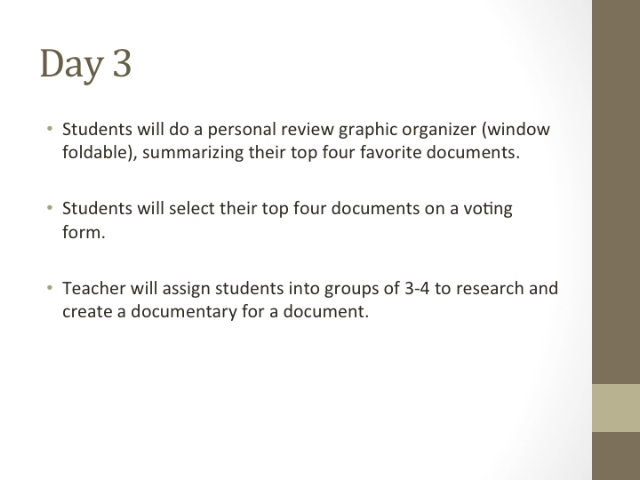 Day 3
• Students will do a personal review graphic organizer (window
foldable), summarizing their top four favorite documents.
• Students will select their top four documents on a voting
form.
• Teacher will assign students into groups of 3-4 to research and
create a documentary for a document.